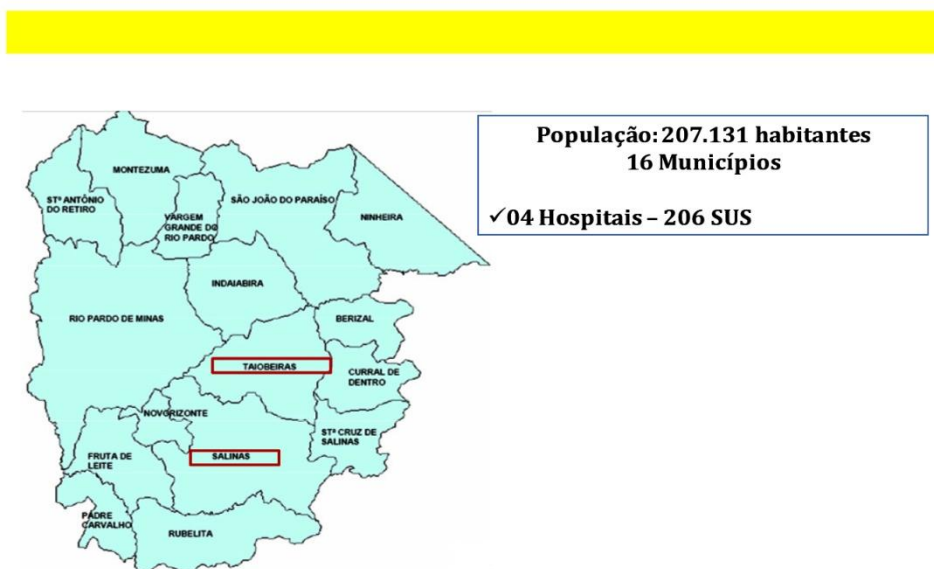 População: 207.131 habitantes
16 Municípios
✓04 Hospitais – 206 SUS
MONTEZUMA
STº ANTÔNIO
DO RETIRO
VARGEM
GRANDE DO
RIO PARDO
SÃO JOÃO DO PARAÍSO
NINHEIRA
INDAIABIRA
RIO PARDO DE MINAS
BERIZAL
TAIOBEIRAS
CURRAL DE
DENTRO
NOVORIZONTE
STª CRUZ DE
SALINAS
FRUTA DE
LEITE
SALINAS
PADRE
CARVALHO
RUBELITA